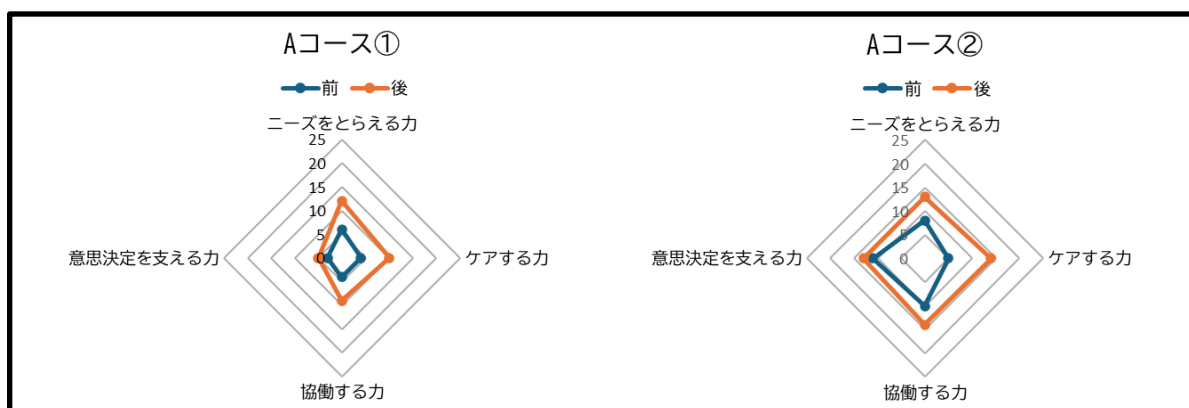 Aコース①
前 後
ニーズをとらえる力
25
20
15
10
5
0
意思決定を支える力
ケアする力
協働する力
Aコース②
前 後
ニーズをとらえる力
25
20
15
10
5
0
意思決定を支える力
ケアする力
協働する力